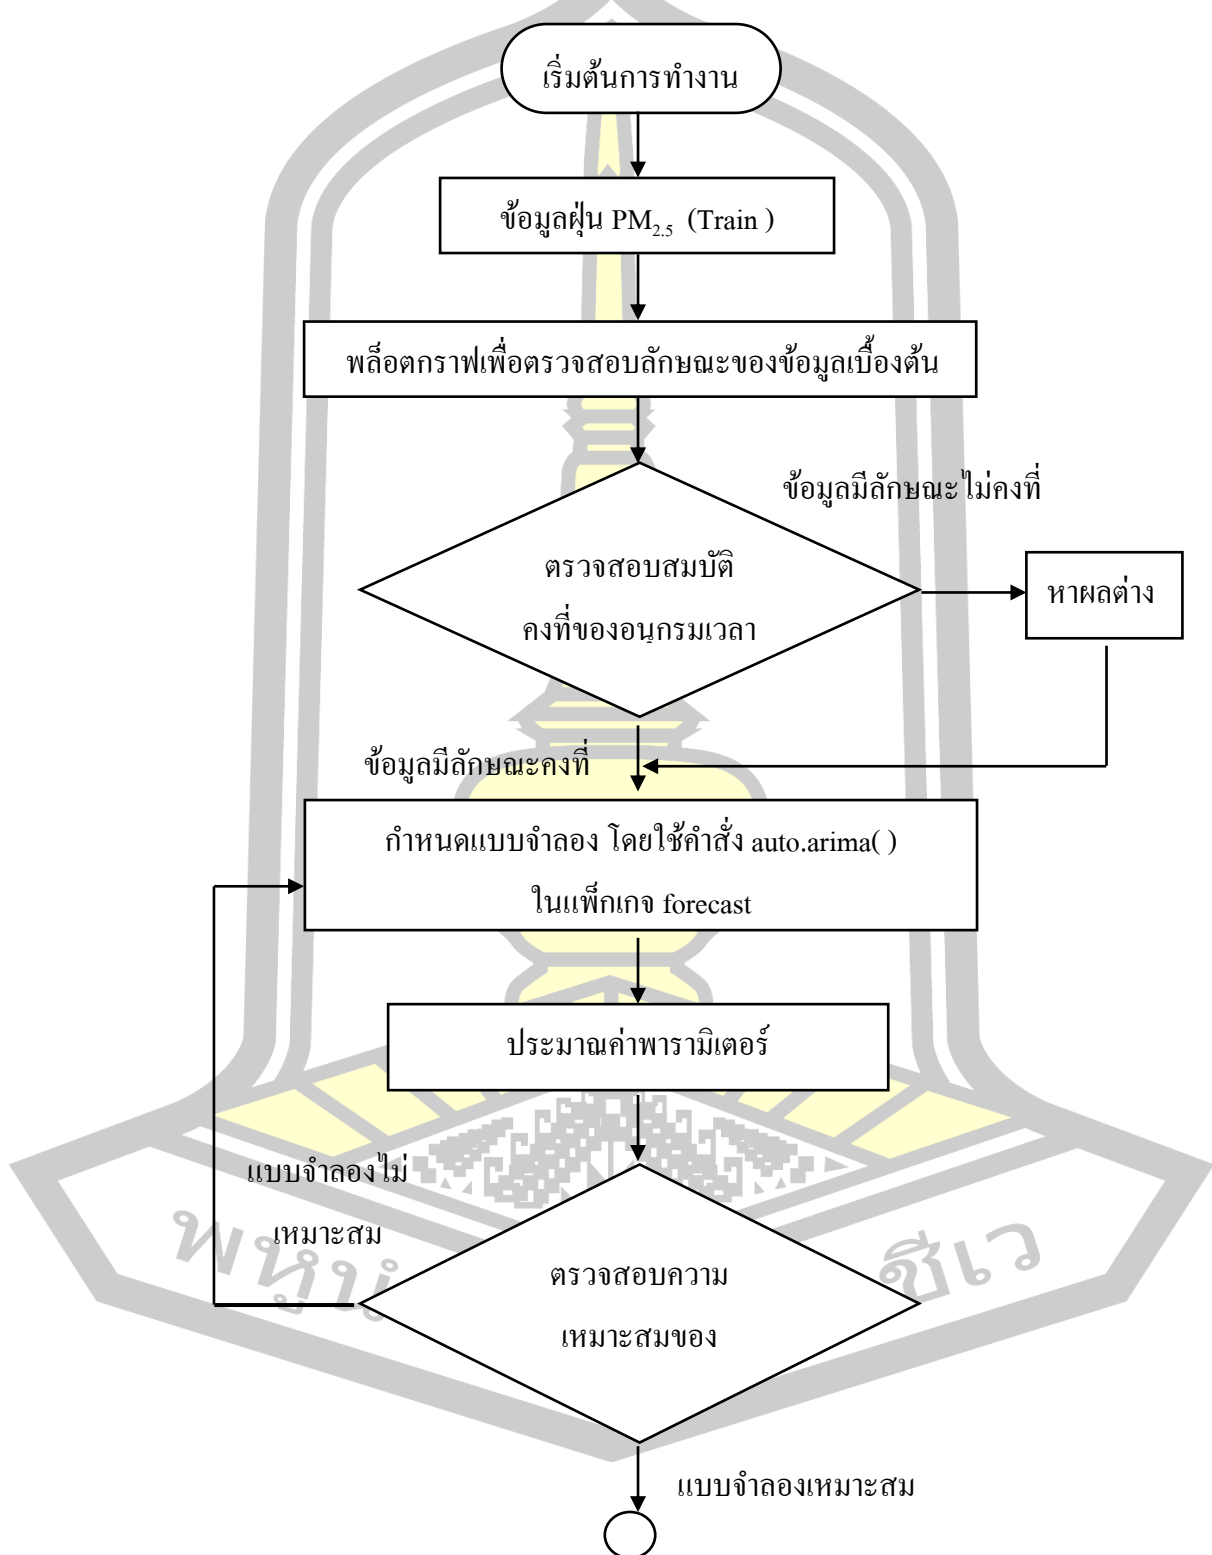 เริ่มต้นการทำงาน
ข้อมูลฝุ่น PM2.5 (Train )
พล็อตกราฟเพื่อตรวจสอบลักษณะของข้อมูลเบื้องต้น
ข้อมูลมีลักษณะไม่คงที่
ตรวจสอบสมบัติ
คงที่ของอนุกรมเวลา
หาผลต่าง
ข้อมูลมีลักษณะคงที่
กำหนดแบบจำลอง โดยใช้คำสั่ง auto.arima( )
ในแพ็กเกจ forecast
ประมาณค่าพารามิเตอร์
แบบจำลองไม่
เหมาะสม
ตรวจสอบความ
เหมาะสมของ
แบบจำลองเหมาะสม
พหูน
ชีเว